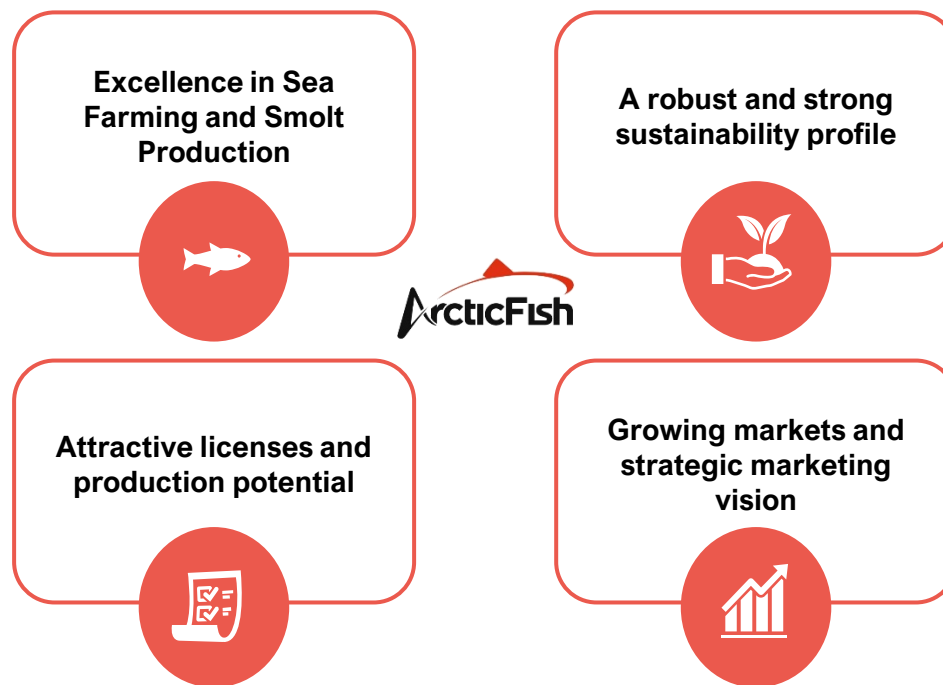 Excellence in Sea
Farming and Smolt
Production
A robust and strong
sustainability profile
ArcticFish
Attractive licenses and
production potential
Growing markets and
strategic marketing
vision